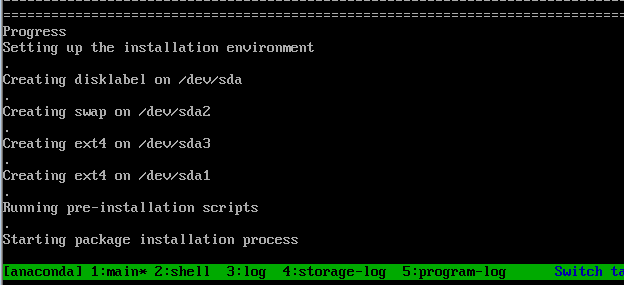 ================================================================================
================================================================================
Progress
Setting up the installation environment
.
Creating disklabel on /dev/sda
.
Creating swap on /dev/sda2
.
Creating ext4 on /dev/sda3
.
Creating ext4 on /dev/sda1
.
Running pre-installation scripts
.
Starting package installation process
[anaconda] 1:main* 2:shell  3:log  4:storage-log  5:program-log      Switch ta